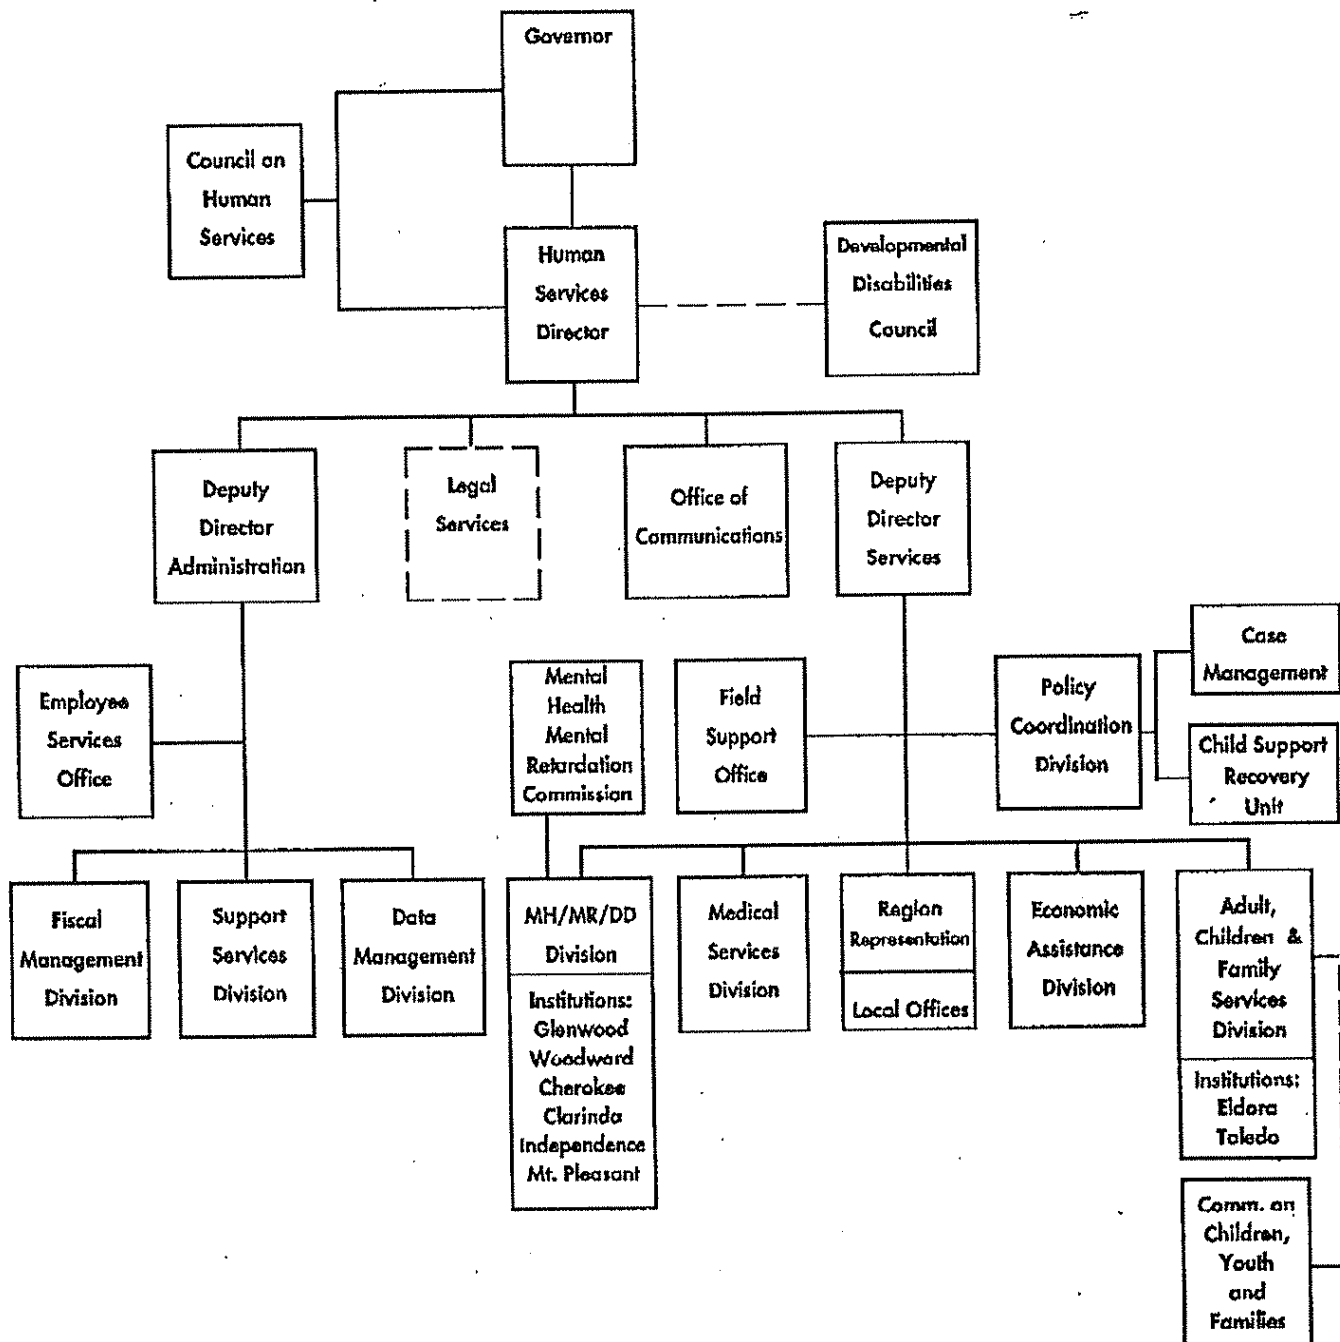 Governor
Council on
Human
Services
Human
Services
Director
Developmental
Disabilities
Council
Deputy
Director
Administration
Legal
Services
Office of
Communications
Deputy
Director
Services
Employee
Services
Office
Mental
Health
Mental
Retardation
Commission
Field
Support
Office
Policy
Coordination
Division
Case
Management
Child Support
Recovery
Unit
Fiscal
Management
Division
Support
Services
Division
Data
Management
Division
MH/MR/DD
Division
Institutions:
Glenwood
Woodward
Cherokee
Clarinda
Independence
Mt. Pleasant
Medical
Services
Division
Region
Representation
Local Offices
Economic
Assistance
Division
Adult,
Children &
Family
Services
Division
Institutions:
Eldora
Toledo
Comm. on
Children,
Youth
and
Families